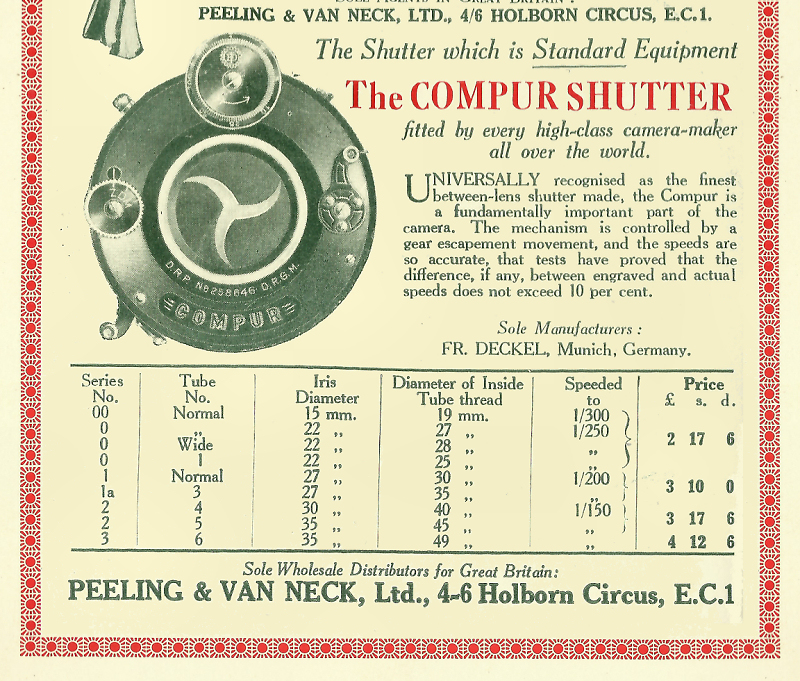 SOLE AGENTS IN GREAT BRITAIN :
PEELING & VAN NECK, LTD., 4/6 HOLBORN CIRCUS, E.C.1.
The Shutter which is Standard Equipment
The COMPUR SHUTTER
fitted by every high-class camera-maker
all over the world.
UNIVERSALLY recognised as the finest
between-lens shutter made, the Compur is
a fundamentally important part of the
camera. The mechanism is controlled by a
gear escapement movement, and the speeds are
so accurate, that tests have proved that the
difference, if any, between engraved and actual
speeds does not exceed 10 per cent.
D.R.P. No 258646 D.R.G.M.
COMPUR
Sole Manufacturers :
FR. DECKEL, Munich, Germany.
Series Tube Iris Diameter of Inside Speeded Price
No. No. Diameter Tube thread to £ s. d.
00 Normal 15 mm. 19 mm. 1/300
0 ,, 22 ,, 27 ,, 1/250
0 Wide 22 ,, 28 ,, ,, 2 17 6
0 1 22 ,, 25 ,, ,,
1 Normal 27 ,, 30 ,, 1/200
1a 3 27 ,, 35 ,, ,, 3 10 0
2 4 30 ,, 40 ,, 1/150
2 5 35 ,, 45 ,, ,, 3 17 6
3 6 35 ,, 49 ,, ,, 4 12 6
Sole Wholesale Distributors for Great Britain:
PEELING & VAN NECK, Ltd., 4-6 Holborn Circus, E.C.1